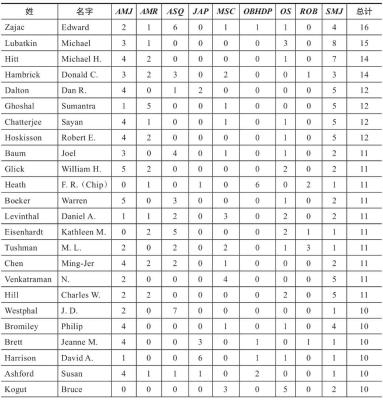 姓 名字 AMJ AMR ASQ JAP MSC OBHDP OS ROB SMJ 总计
Zajac Edward 2 1 6 0 1 1 1 0 4 16
Lubatkin Michael 3 1 0 0 0 0 3 0 8 15
Hitt Michael H. 4 2 0 0 0 0 1 0 7 14
Hambrick Donald C. 2 3 3 0 2 0 0 1 3 14
Dalton Dan R. 4 0 1 2 0 0 0 0 5 12
Ghoshal Sumantra 1 5 0 0 1 0 0 0 5 12
Chatterjee Sayan 4 1 0 0 1 0 1 0 5 12
Hoskisson Robert E. 4 2 0 0 0 0 1 0 5 12
Baum Joel 3 0 4 0 1 0 1 0 2 11
Glick William H. 5 2 0 0 0 0 2 0 2 11
Heath F. R. (Chip) 0 1 0 1 0 6 0 2 1 11
Boeker Warren 5 0 3 0 0 0 1 0 2 11
Levinthal Daniel A. 1 1 2 0 3 0 2 0 2 11
Eisenhardt Kathleen M. 0 2 5 0 0 0 2 1 1 11
Tushman M. L. 2 0 2 0 2 0 1 3 1 11
Chen Ming-Jer 4 2 2 0 1 0 0 0 2 11
Venkatraman N. 2 0 0 0 4 0 0 0 5 11
Hill Charles W. 2 2 0 0 0 0 2 0 5 11
Westphal J. D. 2 0 7 0 0 0 0 0 1 10
Bromiley Philip 4 0 0 0 1 0 1 0 4 10
Brett Jeanne M. 4 0 0 3 0 1 0 1 1 10
Harrison David A. 1 0 0 6 0 1 1 0 1 10
Ashford Susan 4 1 1 1 0 2 0 0 1 10
Kogut Bruce 0 0 0 0 3 0 5 0 2 10